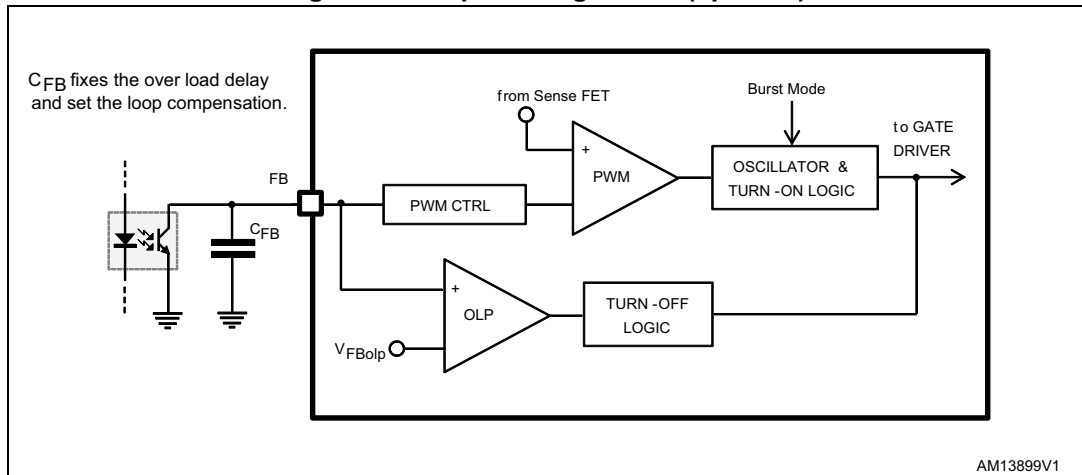 C FB fixes the over load delay
and set the loop compensation.
from Sense FET
Burst Mode
to GATE
DRIVER
FB
+
PWM
OSCILLATOR &
TURN -ON LOGIC
PWM CTRL
C FB
+
OLP
TURN -OFF
LOGIC
V FBolp
AM13899V1